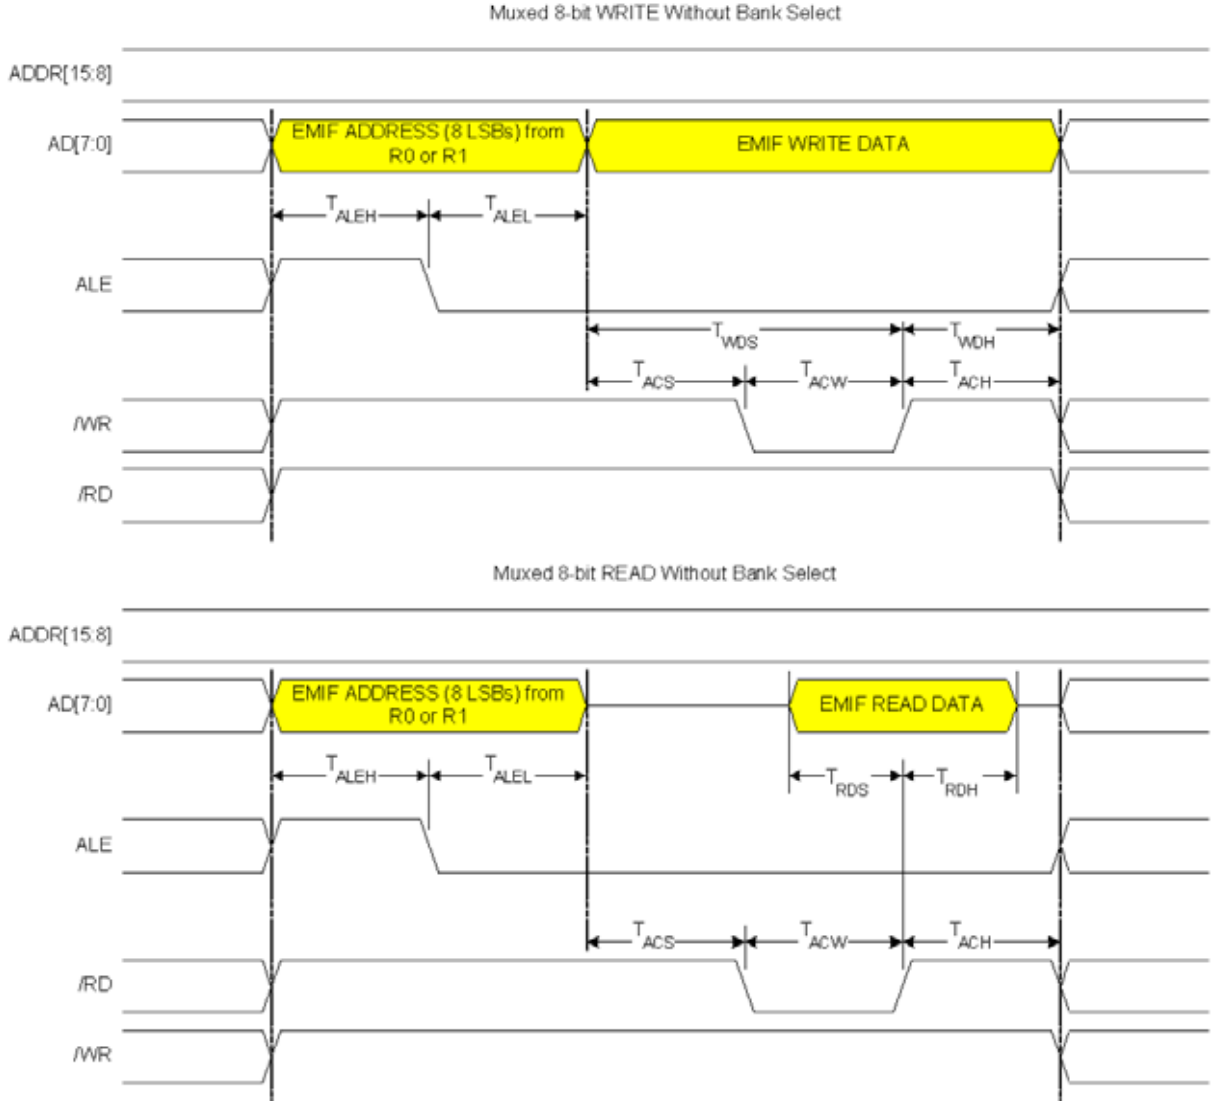 Muxed 8-bit WRITE Without Bank Select
ADDR[15:8]
AD[7:0]
EMIF ADDRESS (8 LSBs) from
R0 or R1
EMIF WRITE DATA
TALEH
TALEL
ALE
TWDS
TWDH
TACS
TACW
TACH
/WR
/RD
Muxed 8-bit READ Without Bank Select
ADDR[15:8]
AD[7:0]
EMIF ADDRESS (8 LSBs) from
R0 or R1
EMIF READ DATA
TALEH
TALEL
TRDS
TRDH
ALE
TACS
TACW
TACH
/RD
/WR